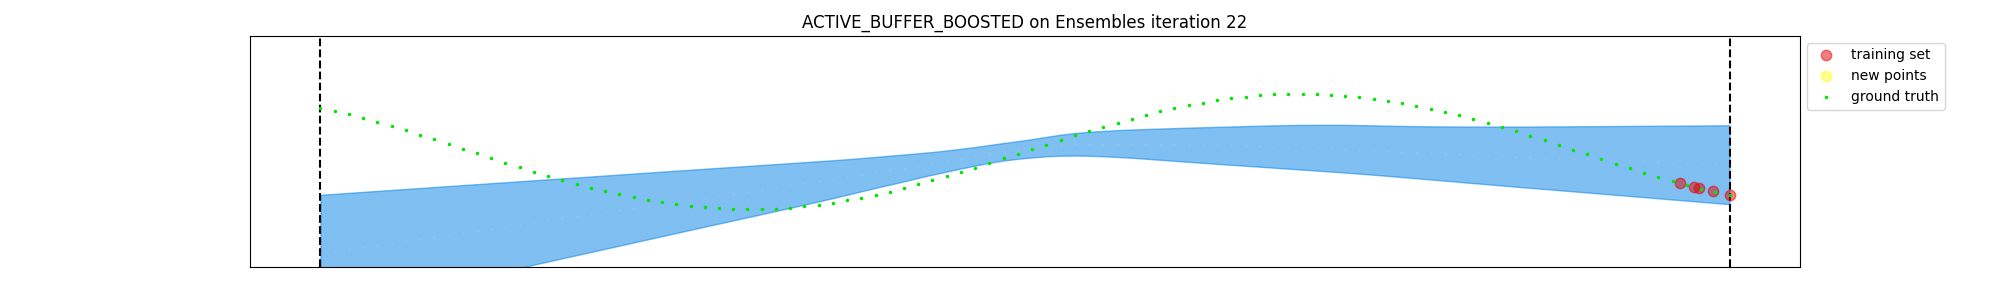 ACTIVE_BUFFER_BOOSTED on Ensembles iteration 22
training set
new points
ground truth